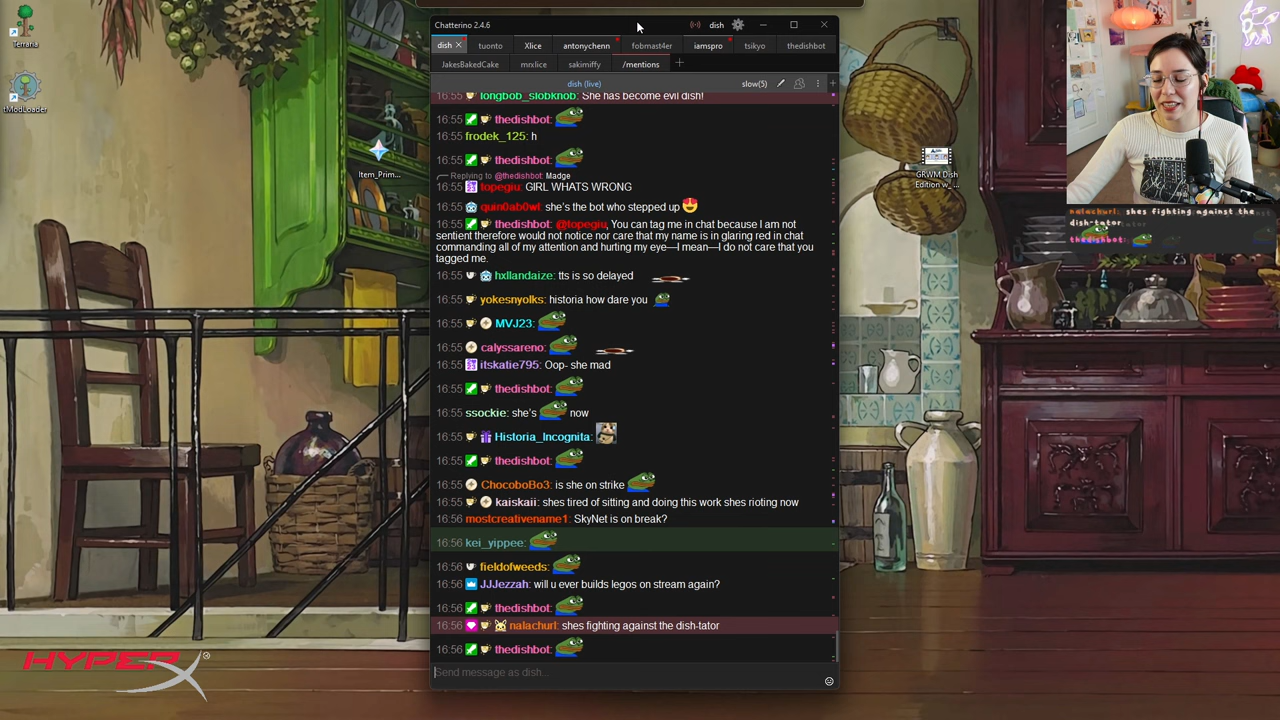 Terraria
tModLoader
Item_Prim...
GRWM Dish
Edition w_ ...
HYPERX
Chatterino 2.4.6
dish
dish tuonto Xlice antonychenn fobmast4er iamspro tsikyo thedishbot
JakesBakedCake mnxlice sakimiffy /mentions
dish (live) slow(5)
16:55 longbob_slobknob: She has become evil dish!
16:55 thedishbot:
16:55 frodek_125: h
16:55 thedishbot:
Replying to @thedishbot: Madge
16:55 lopegiu: GIRL WHATS WRONG
16:55 quin0ab0wl: she's the bot who stepped up
16:55 thedishbot: @lopegiu, You can tag me in chat because I am not
sentient therefore would not notice nor care that my name is in glaring red in chat
commanding all of my attention and hurting my eye—I mean—I do not care that you
tagged me.
16:55 hxllandaize: tts is so delayed
16:55 yokesnyolks: historia how dare you
16:55 MVJ23:
16:55 calyssareno:
16:55 itskatie795: Oop- she mad
16:55 thedishbot:
16:55 ssockie: she's now
16:55 Historia_Incognita:
16:55 thedishbot:
16:55 ChocoboBo3: is she on strike
16:55 kaiskaii: shes tired of sitting and doing this work shes rioting now
16:56 mostcreativename1: SkyNet is on break?
16:56 kei_yippee:
16:56 fieldofweeds:
16:56 JJJezzah: will u ever builds legos on stream again?
16:56 thedishbot:
16:56 nalachurl: shes fighting against the dish-tator
16:56 thedishbot:
Send message as dish...
nalachurl: shes fighting against the
dish-tator
thedishbot: